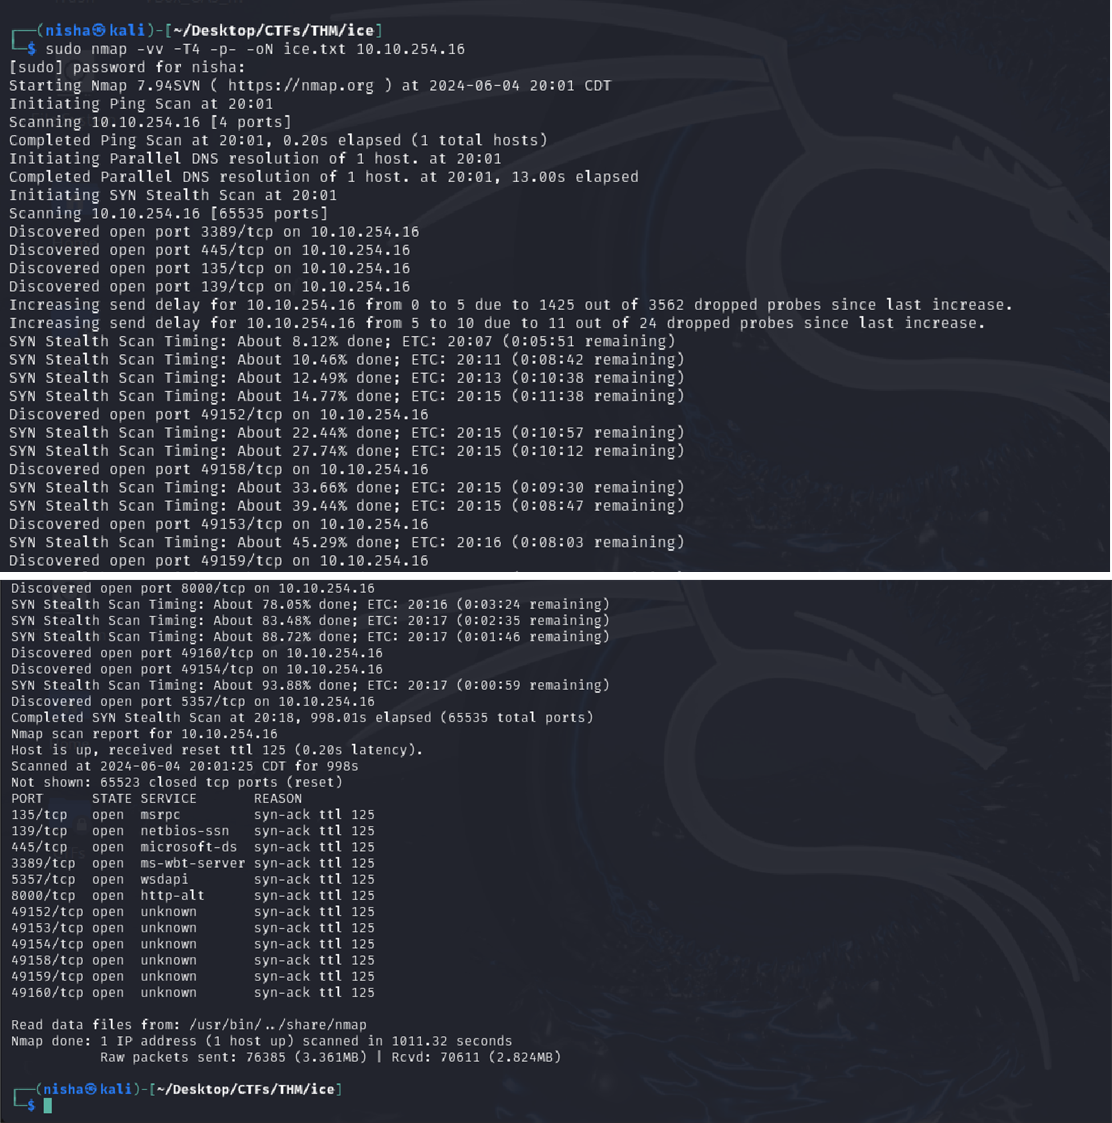 ┌──(nisha㉿kali)-[~/Desktop/CTFs/THM/ice]
└─$ sudo nmap -vv -T4 -p- -oN ice.txt 10.10.254.16
[sudo] password for nisha:
Starting Nmap 7.94SVN ( https://nmap.org ) at 2024-06-04 20:01 CDT
Initiating Ping Scan at 20:01
Scanning 10.10.254.16 [4 ports]
Completed Ping Scan at 20:01, 0.20s elapsed (1 total hosts)
Initiating Parallel DNS resolution of 1 host. at 20:01
Completed Parallel DNS resolution of 1 host. at 20:01, 13.00s elapsed
Initiating SYN Stealth Scan at 20:01
Scanning 10.10.254.16 [65535 ports]
Discovered open port 3389/tcp on 10.10.254.16
Discovered open port 445/tcp on 10.10.254.16
Discovered open port 135/tcp on 10.10.254.16
Discovered open port 139/tcp on 10.10.254.16
Increasing send delay for 10.10.254.16 from 0 to 5 due to 1425 out of 3562 dropped probes since last increase.
Increasing send delay for 10.10.254.16 from 5 to 10 due to 11 out of 24 dropped probes since last increase.
SYN Stealth Scan Timing: About 8.12% done; ETC: 20:07 (0:05:51 remaining)
SYN Stealth Scan Timing: About 10.46% done; ETC: 20:11 (0:08:42 remaining)
SYN Stealth Scan Timing: About 12.49% done; ETC: 20:13 (0:10:38 remaining)
SYN Stealth Scan Timing: About 14.77% done; ETC: 20:15 (0:11:38 remaining)
Discovered open port 49152/tcp on 10.10.254.16
SYN Stealth Scan Timing: About 22.44% done; ETC: 20:15 (0:10:57 remaining)
SYN Stealth Scan Timing: About 27.74% done; ETC: 20:15 (0:10:12 remaining)
Discovered open port 49158/tcp on 10.10.254.16
SYN Stealth Scan Timing: About 33.66% done; ETC: 20:15 (0:09:30 remaining)
SYN Stealth Scan Timing: About 39.44% done; ETC: 20:15 (0:08:47 remaining)
Discovered open port 49153/tcp on 10.10.254.16
SYN Stealth Scan Timing: About 45.29% done; ETC: 20:16 (0:08:03 remaining)
Discovered open port 49159/tcp on 10.10.254.16
Discovered open port 8000/tcp on 10.10.254.16
SYN Stealth Scan Timing: About 78.05% done; ETC: 20:16 (0:03:24 remaining)
SYN Stealth Scan Timing: About 83.48% done; ETC: 20:17 (0:02:35 remaining)
SYN Stealth Scan Timing: About 88.72% done; ETC: 20:17 (0:01:46 remaining)
Discovered open port 49160/tcp on 10.10.254.16
Discovered open port 49154/tcp on 10.10.254.16
SYN Stealth Scan Timing: About 93.88% done; ETC: 20:17 (0:00:59 remaining)
Discovered open port 5357/tcp on 10.10.254.16
Completed SYN Stealth Scan at 20:18, 998.01s elapsed (65535 total ports)
Nmap scan report for 10.10.254.16
Host is up, received reset ttl 125 (0.20s latency).
Scanned at 2024-06-04 20:01:25 CDT for 998s
Not shown: 65523 closed tcp ports (reset)
PORT      STATE SERVICE       REASON
135/tcp   open  msrpc         syn-ack ttl 125
139/tcp   open  netbios-ssn   syn-ack ttl 125
445/tcp   open  microsoft-ds  syn-ack ttl 125
3389/tcp  open  ms-wbt-server syn-ack ttl 125
5357/tcp  open  wsdapi        syn-ack ttl 125
8000/tcp  open  http-alt      syn-ack ttl 125
49152/tcp open  unknown       syn-ack ttl 125
49153/tcp open  unknown       syn-ack ttl 125
49154/tcp open  unknown       syn-ack ttl 125
49158/tcp open  unknown       syn-ack ttl 125
49159/tcp open  unknown       syn-ack ttl 125
49160/tcp open  unknown       syn-ack ttl 125
Read data files from: /usr/bin/../share/nmap
Nmap done: 1 IP address (1 host up) scanned in 1011.32 seconds
           Raw packets sent: 76385 (3.361MB) | Rcvd: 70611 (2.824MB)
┌──(nisha㉿kali)-[~/Desktop/CTFs/THM/ice]
└─$